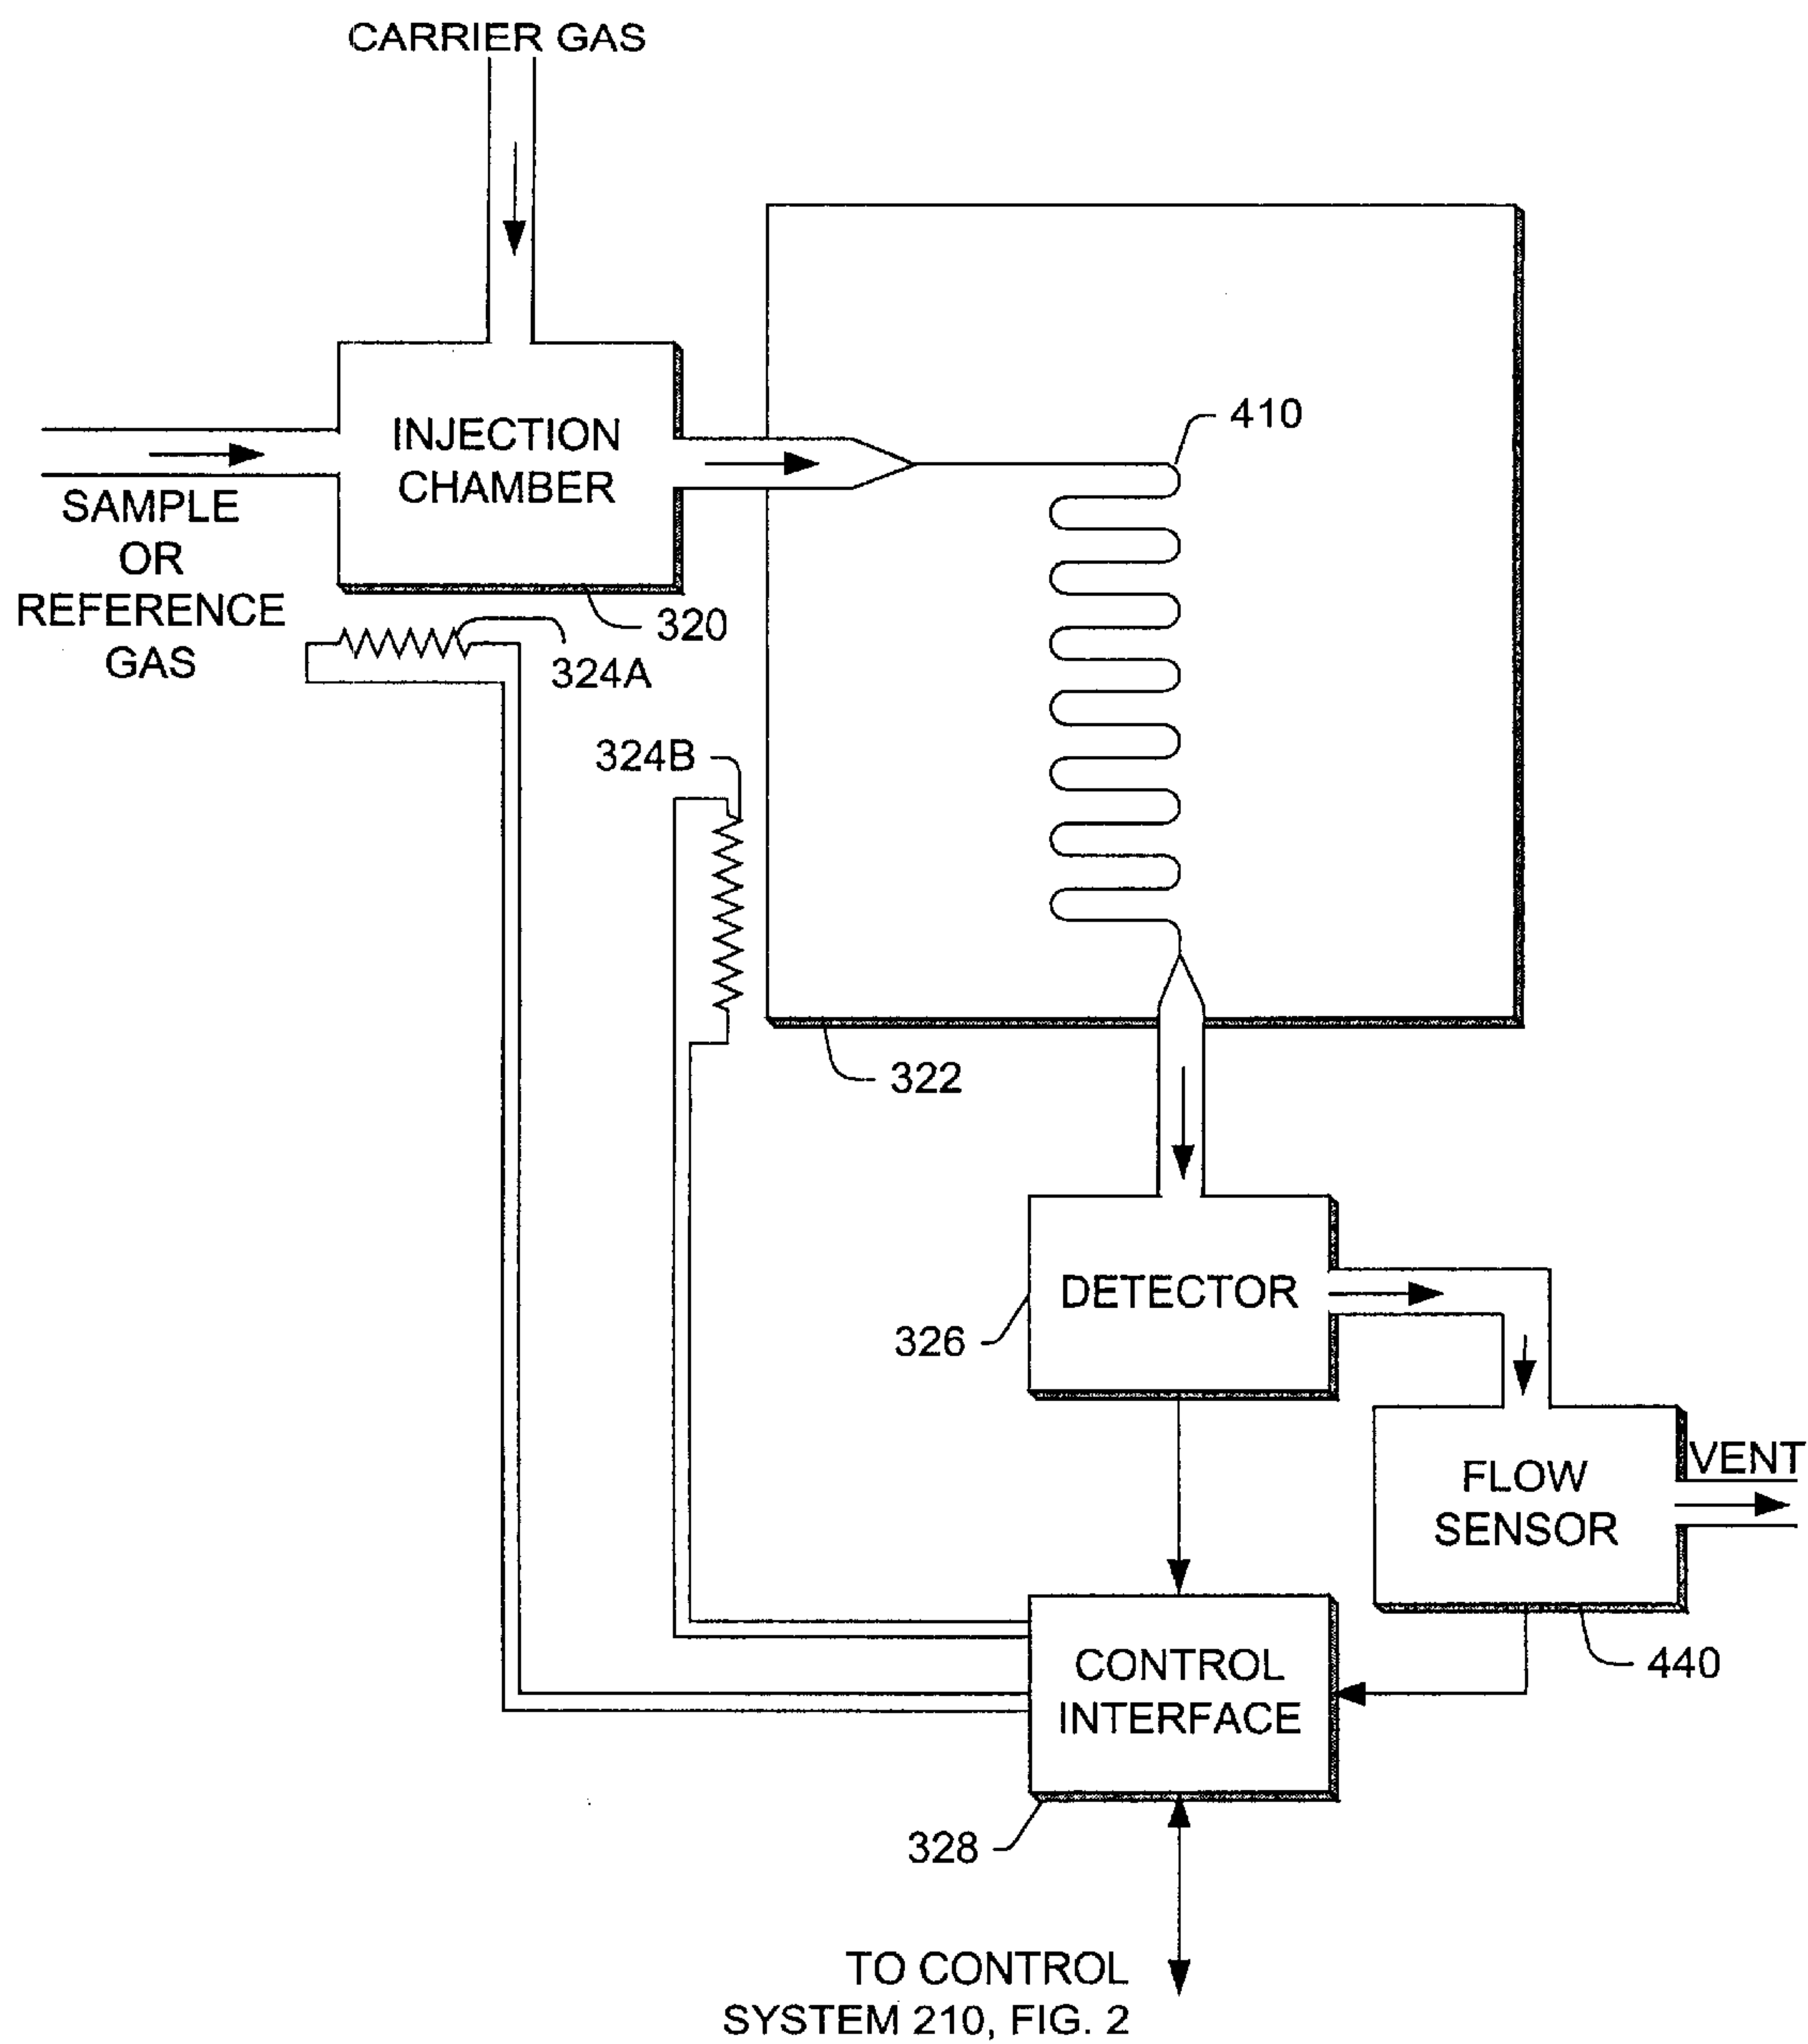 CARRIER GAS
410
INJECTION
CHAMBER
SAMPLE
OR
REFERENCE
GAS
320
324A
324B
322
DETECTOR
326
VENT
FLOW
SENSOR
440
CONTROL
INTERFACE
328
TO CONTROL
SYSTEM 210, FIG. 2